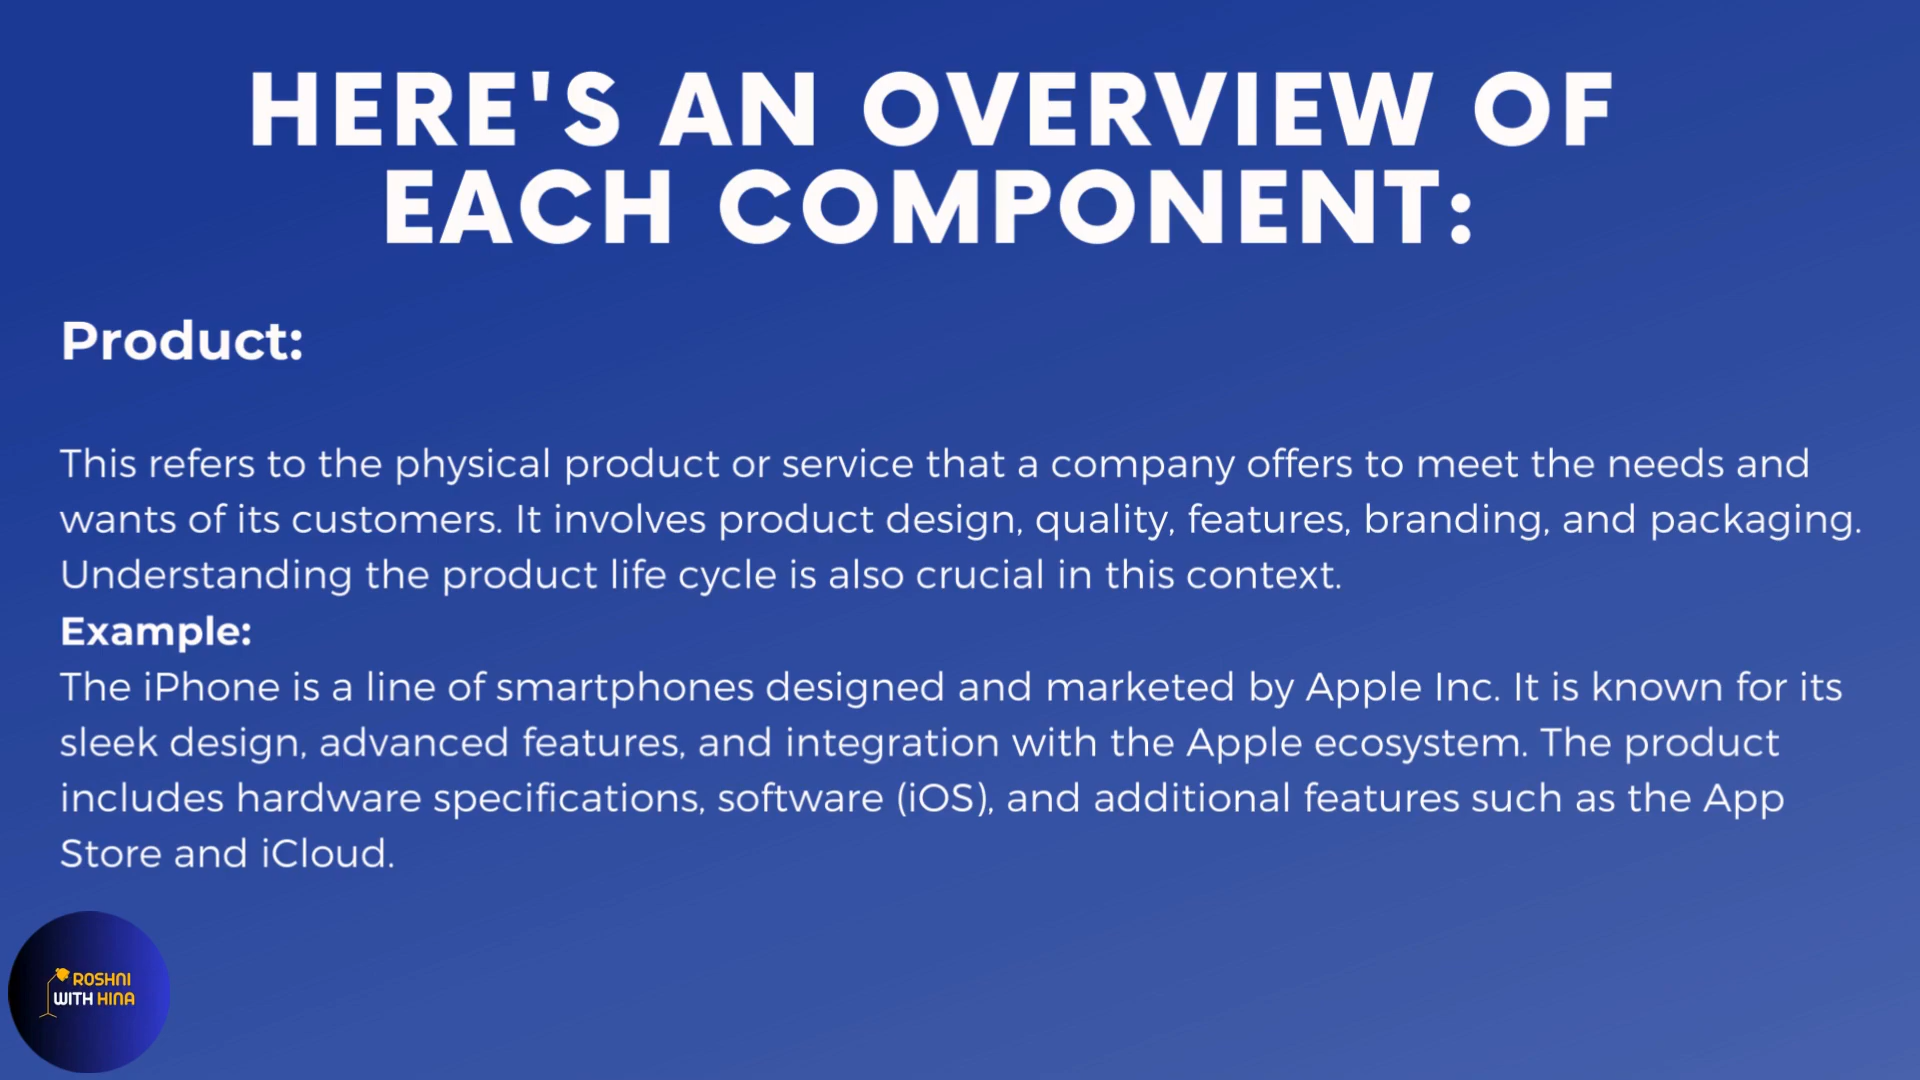 HERE'S AN OVERVIEW OF
EACH COMPONENT:
Product:
This refers to the physical product or service that a company offers to meet the needs and
wants of its customers. It involves product design, quality, features, branding, and packaging.
Understanding the product life cycle is also crucial in this context.
Example:
The iPhone is a line of smartphones designed and marketed by Apple Inc. It is known for its
sleek design, advanced features, and integration with the Apple ecosystem. The product
includes hardware specifications, software (iOS), and additional features such as the App
Store and iCloud.
ROSHNI
WITH HINA